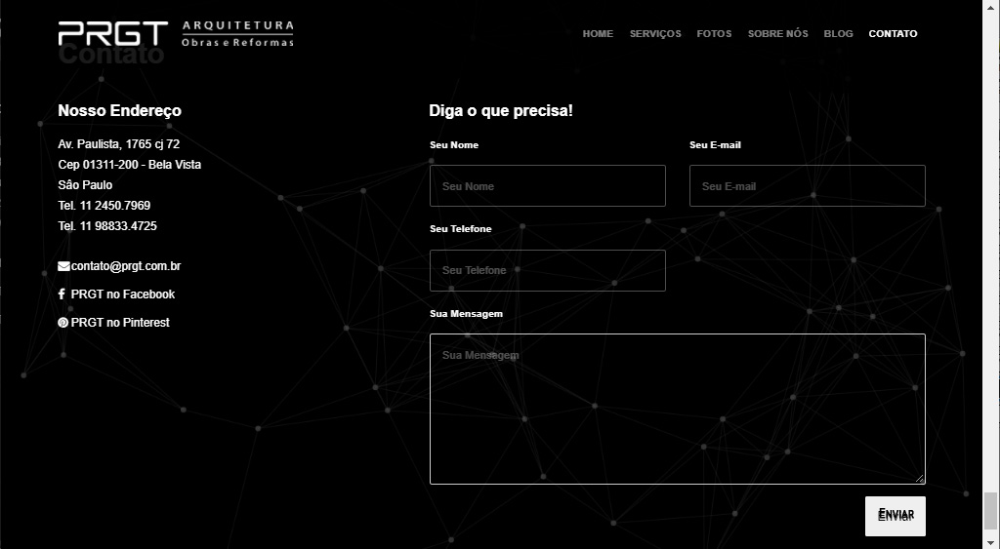 PRGT ARQUITETURA
Obras e Reformas
HOME SERVIÇOS FOTOS SOBRE NÓS BLOG CONTATO
Contato
Nosso Endereço
Av. Paulista, 1765 cj 72
Cep 01311-200 - Bela Vista
São Paulo
Tel. 11 2450.7969
Tel. 11 98833.4725
contato@prgt.com.br
PRGT no Facebook
PRGT no Pinterest
Diga o que precisa!
Seu Nome Seu E-mail
Seu Nome Seu E-mail
Seu Telefone
Seu Telefone
Sua Mensagem
Sua Mensagem
Enviar
Enviar